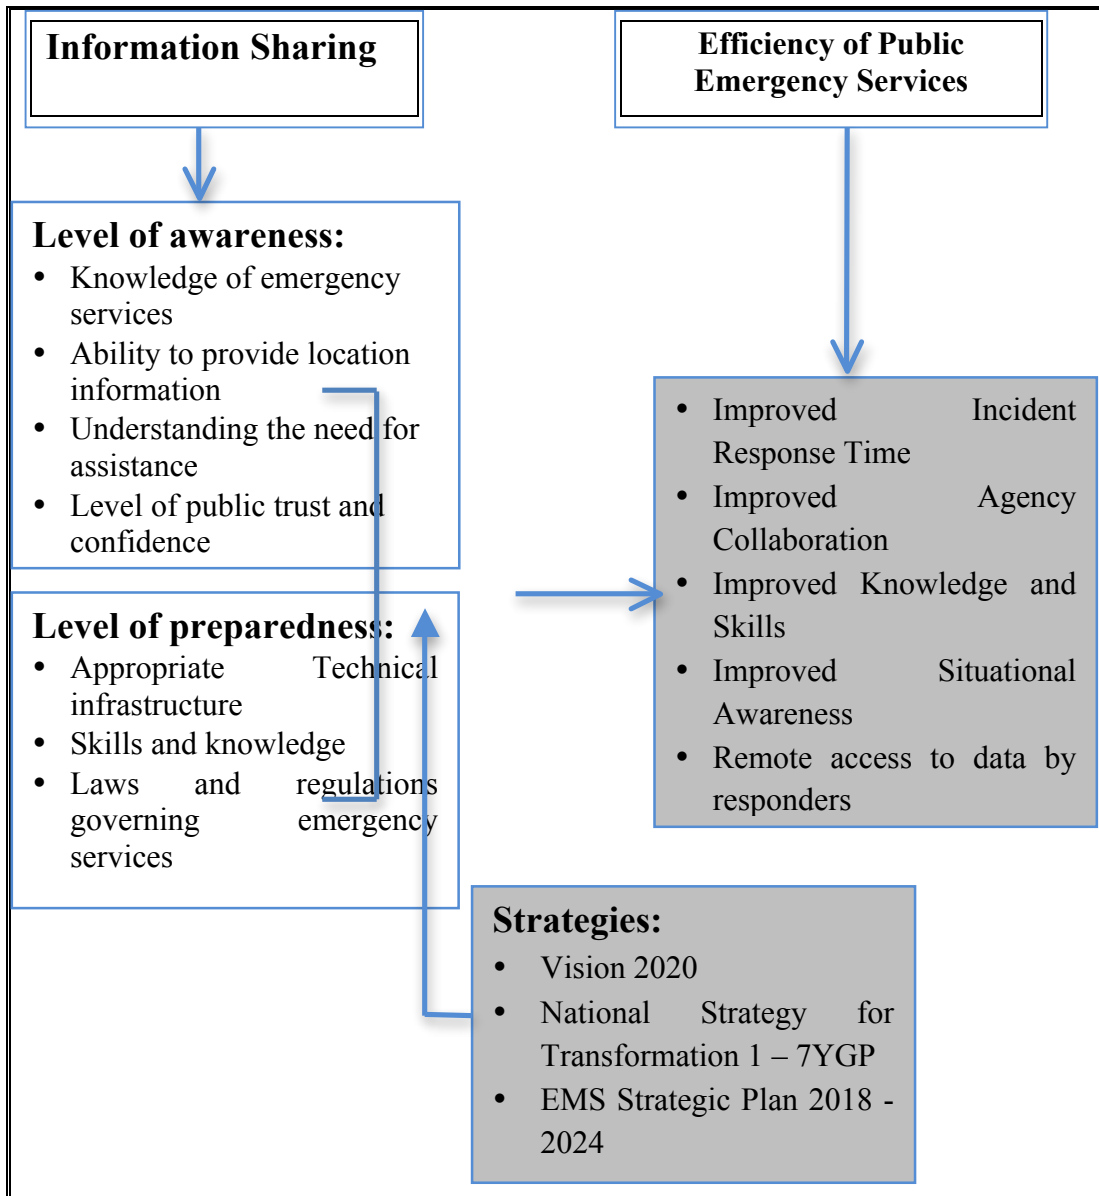 Information Sharing
Efficiency of Public
Emergency Services
Level of awareness:
• Knowledge of emergency
services
• Ability to provide location
information
• Understanding the need for
assistance
• Level of public trust and
confidence
Level of preparedness:
• Appropriate Technical
infrastructure
• Skills and knowledge
• Laws and regulations
governing emergency
services
• Improved Incident
Response Time
• Improved Agency
Collaboration
• Improved Knowledge and
Skills
• Improved Situational
Awareness
• Remote access to data by
responders
Strategies:
• Vision 2020
• National Strategy for
Transformation 1 – 7YGP
• EMS Strategic Plan 2018 -
2024